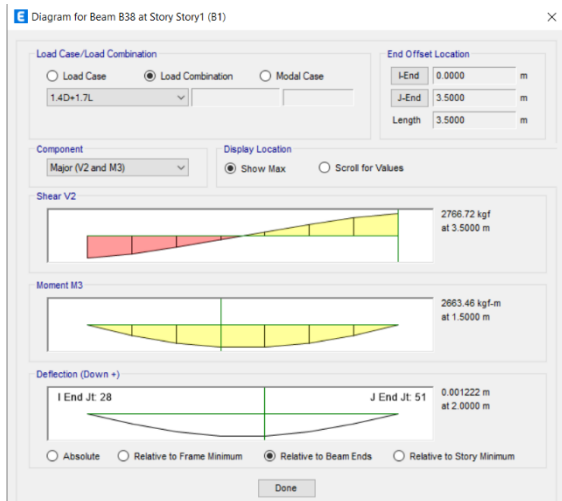 E Diagram for Beam B38 at Story Story1 (B1)
Load Case/Load Combination
Load Case Load Combination Modal Case
1.4D+1.7L
End Offset Location
I-End 0.0000 m
J-End 3.5000 m
Length 3.5000 m
Component
Major (V2 and M3)
Display Location
Show Max Scroll for Values
Shear V2
2766.72 kgf
at 3.5000 m
Moment M3
2663.46 kgf-m
at 1.5000 m
Deflection (Down +)
I End Jt: 28 J End Jt: 51
0.001222 m
at 2.0000 m
Absolute Relative to Frame Minimum Relative to Beam Ends Relative to Story Minimum
Done